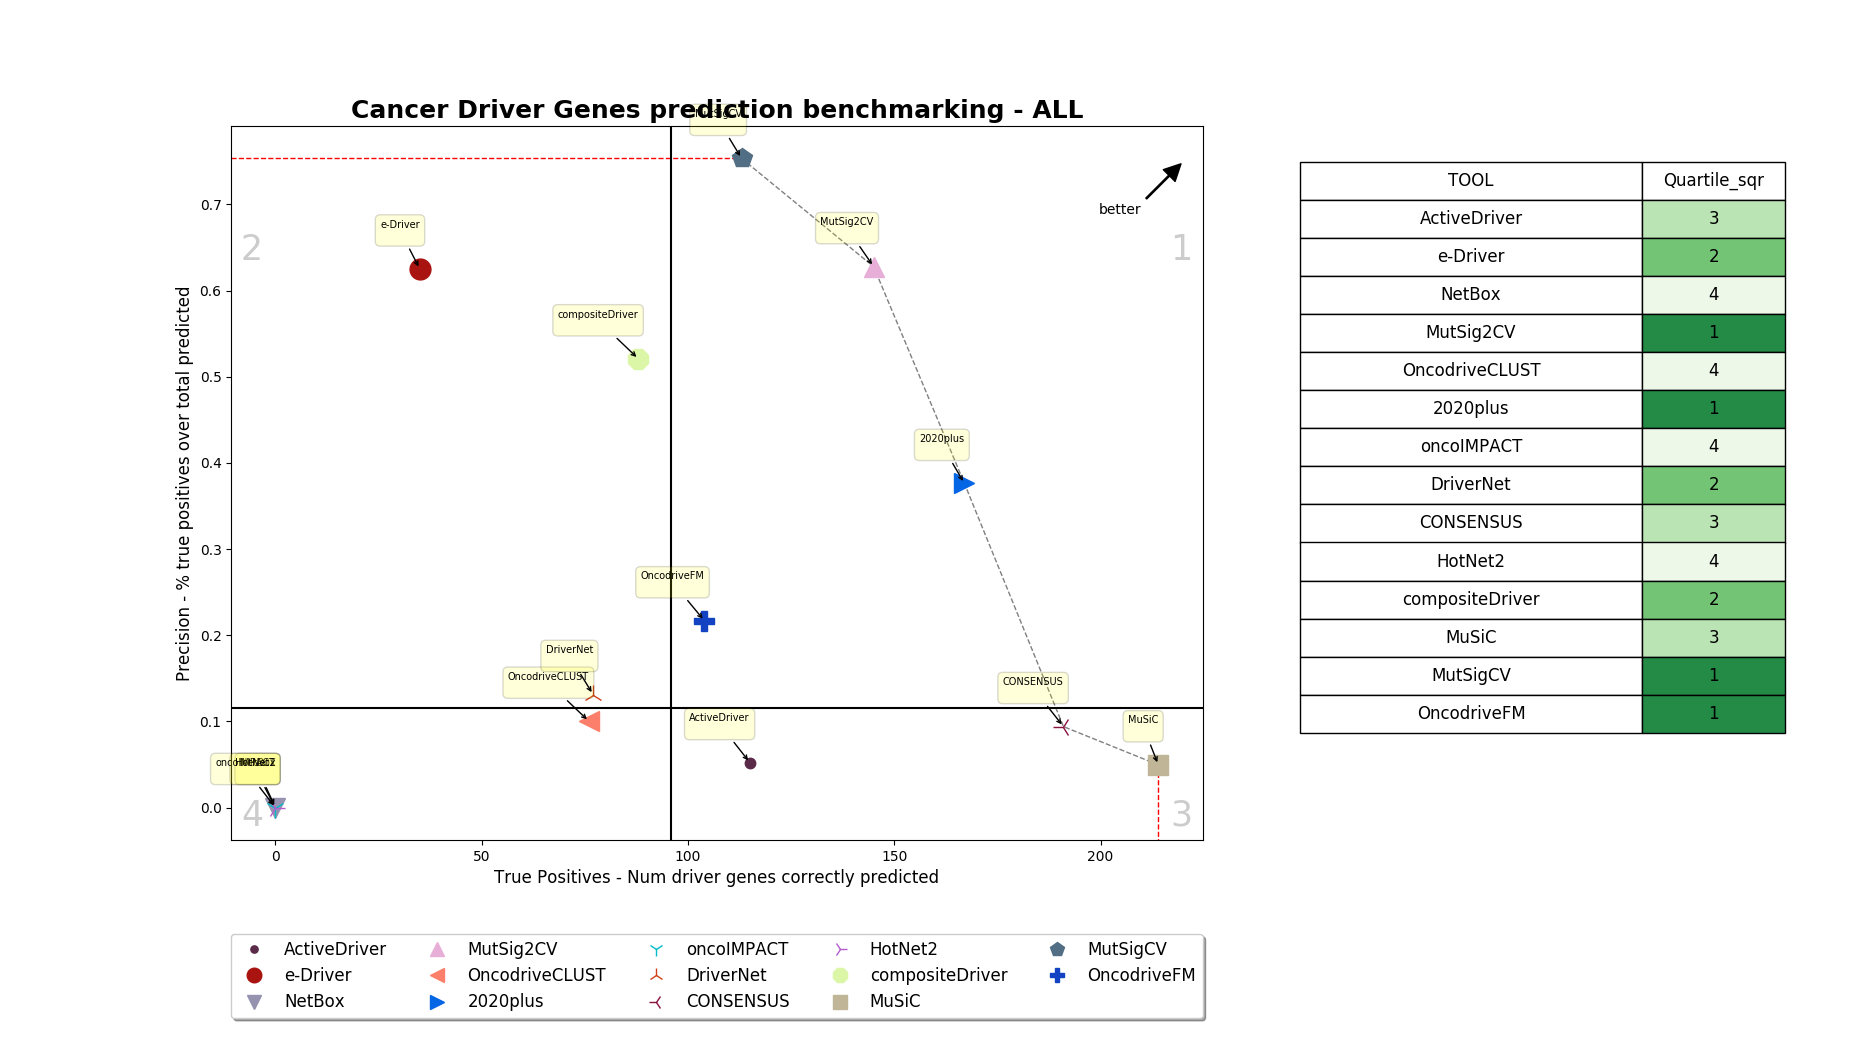 Cancer Driver Genes prediction benchmarking - ALL
MutSigCV
better
MutSig2CV
e-Driver
2
1
compositeDriver
2020plus
OncodriveFM
DriverNet
OncodriveCLUST
CONSENSUS
ActiveDriver
MuSiC
HotNet2
4
3
0.7
0.6
0.5
0.4
0.3
0.2
0.1
0.0
Precision - % true positives over total predicted
0 50 100 150 200
True Positives - Num driver genes correctly predicted
ActiveDriver MutSig2CV oncoIMPACT HotNet2 MutSigCV
e-Driver OncodriveCLUST DriverNet compositeDriver OncodriveFM
NetBox 2020plus CONSENSUS MuSiC
TOOL Quartile_sqr
ActiveDriver 3
e-Driver 2
NetBox 4
MutSig2CV 1
OncodriveCLUST 4
2020plus 1
oncoIMPACT 4
DriverNet 2
CONSENSUS 3
HotNet2 4
compositeDriver 2
MuSiC 3
MutSigCV 1
OncodriveFM 1